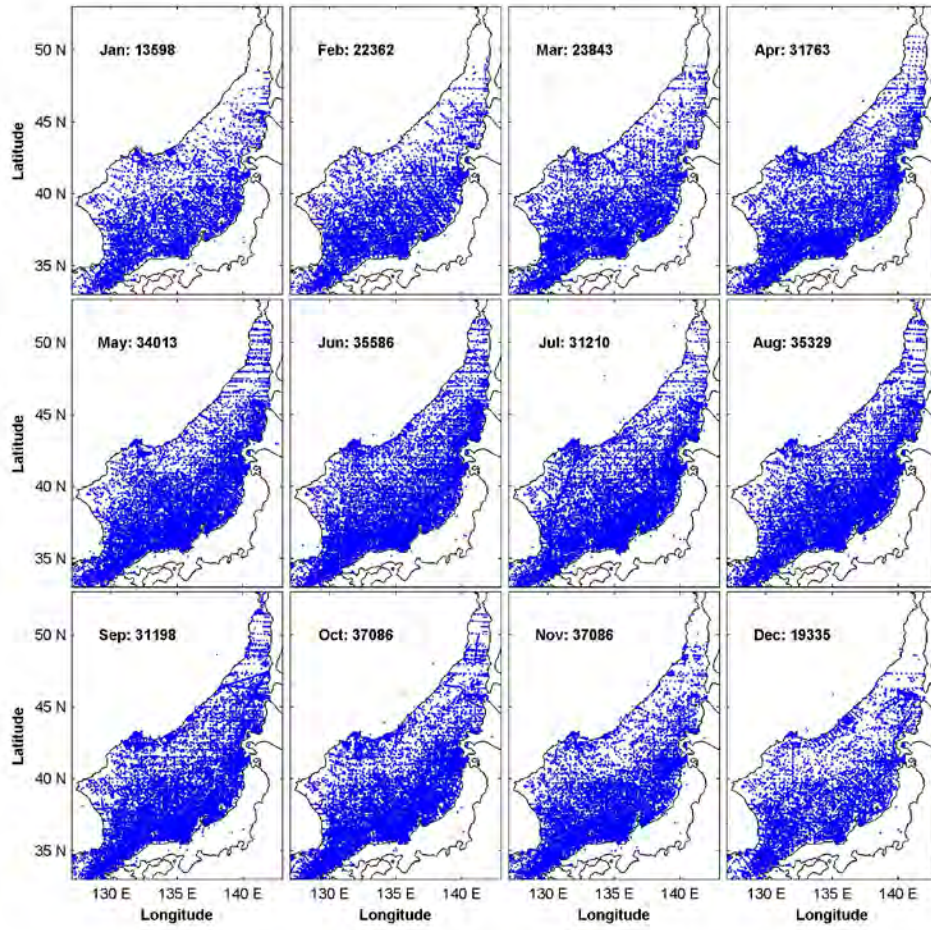 50 N
45 N
40 N
35 N
Latitude
Jan: 13598
Feb: 22362
Mar: 23843
Apr: 31763
50 N
45 N
40 N
35 N
Latitude
May: 34013
Jun: 35586
Jul: 31210
Aug: 35329
50 N
45 N
40 N
35 N
Latitude
Sep: 31198
Oct: 37086
Nov: 37086
Dec: 19335
130 E 135 E 140 E
130 E 135 E 140 E
130 E 135 E 140 E
130 E 135 E 140 E
Longitude
Longitude
Longitude
Longitude